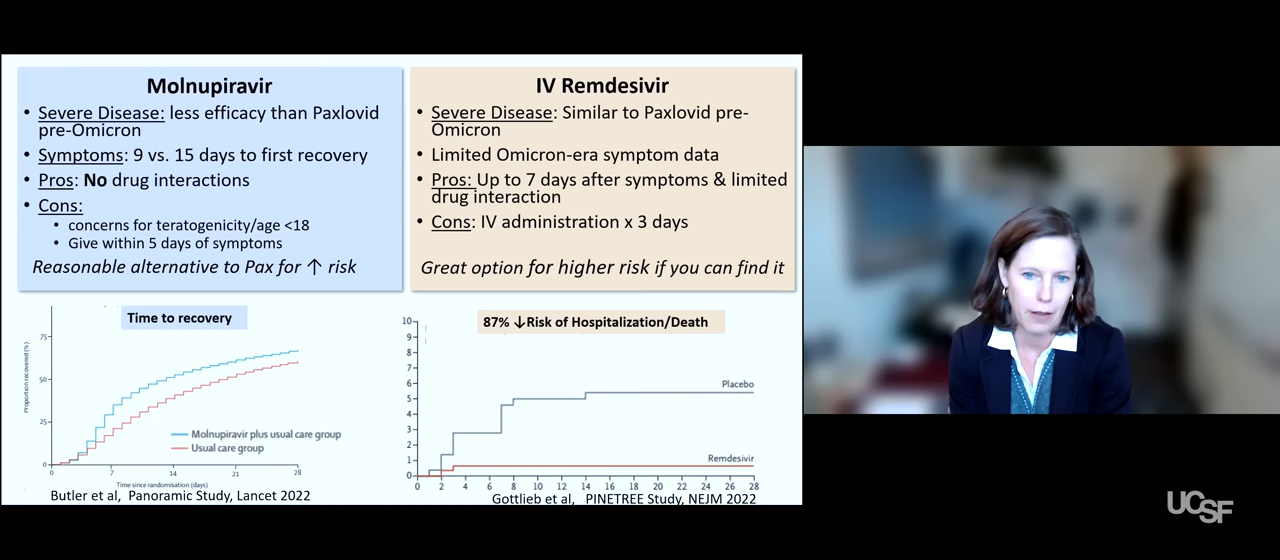 Molnupiravir
• Severe Disease: less efficacy than Paxlovid
pre-Omicron
• Symptoms: 9 vs. 15 days to first recovery
• Pros: No drug interactions
• Cons:
• concerns for teratogenicity/age <18
• Give within 5 days of symptoms
Reasonable alternative to Pax for ↑ risk
IV Remdesivir
• Severe Disease: Similar to Paxlovid pre-
Omicron
• Limited Omicron-era symptom data
• Pros: Up to 7 days after symptoms & limited
drug interaction
• Cons: IV administration x 3 days
Great option for higher risk if you can find it
Time to recovery
Proportion recovered (%)
75
50
25
0
Molnupiravir plus usual care group
Usual care group
0 7 14 21 28
Time since randomisation (days)
Butler et al, Panoramic Study, Lancet 2022
87% ↓Risk of Hospitalization/Death
10
9
8
7
6
5
4
3
2
1
0
Placebo
Remdesivir
0 2 4 6 8 10 12 14 16 18 20 22 24 26 28
Gottlieb et al, PINETREE Study, NEJM 2022
UCSF